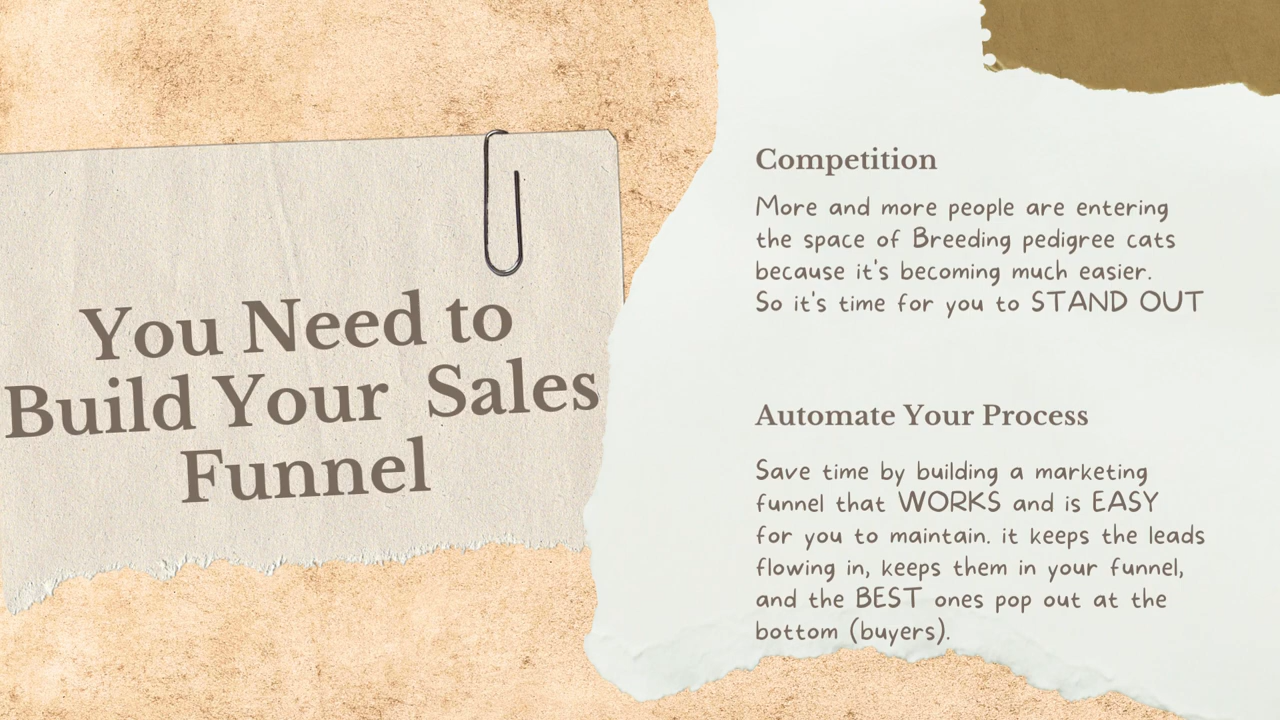 You Need to
Build Your  Sales
Funnel
Competition
More and more people are entering
the space of Breeding pedigree cats
because it's becoming much easier.
So it's time for you to STAND OUT
Automate Your Process
Save time by building a marketing
funnel that WORKS and is EASY
for you to maintain. it keeps the leads
flowing in, keeps them in your funnel,
and the BEST ones pop out at the
bottom (buyers).